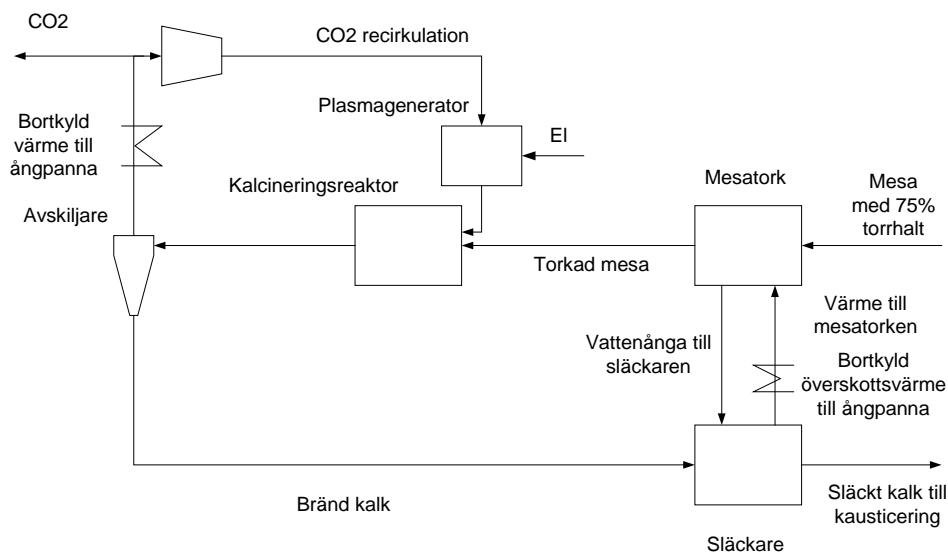 CO2
CO2 recirkulation
Plasmagenerator
Bortkyld
värme till
ångpanna
El
Kalcineringsreaktor
Mesatork
Mesa
med 75%
torrhalt
Avskiljare
Torkad mesa
Värme till
mesatorken
Vattenånga till
släckaren
Bortkyld
överskottsvärme
till ångpanna
Bränd kalk
Släckt kalk till
kausticering
Släckare